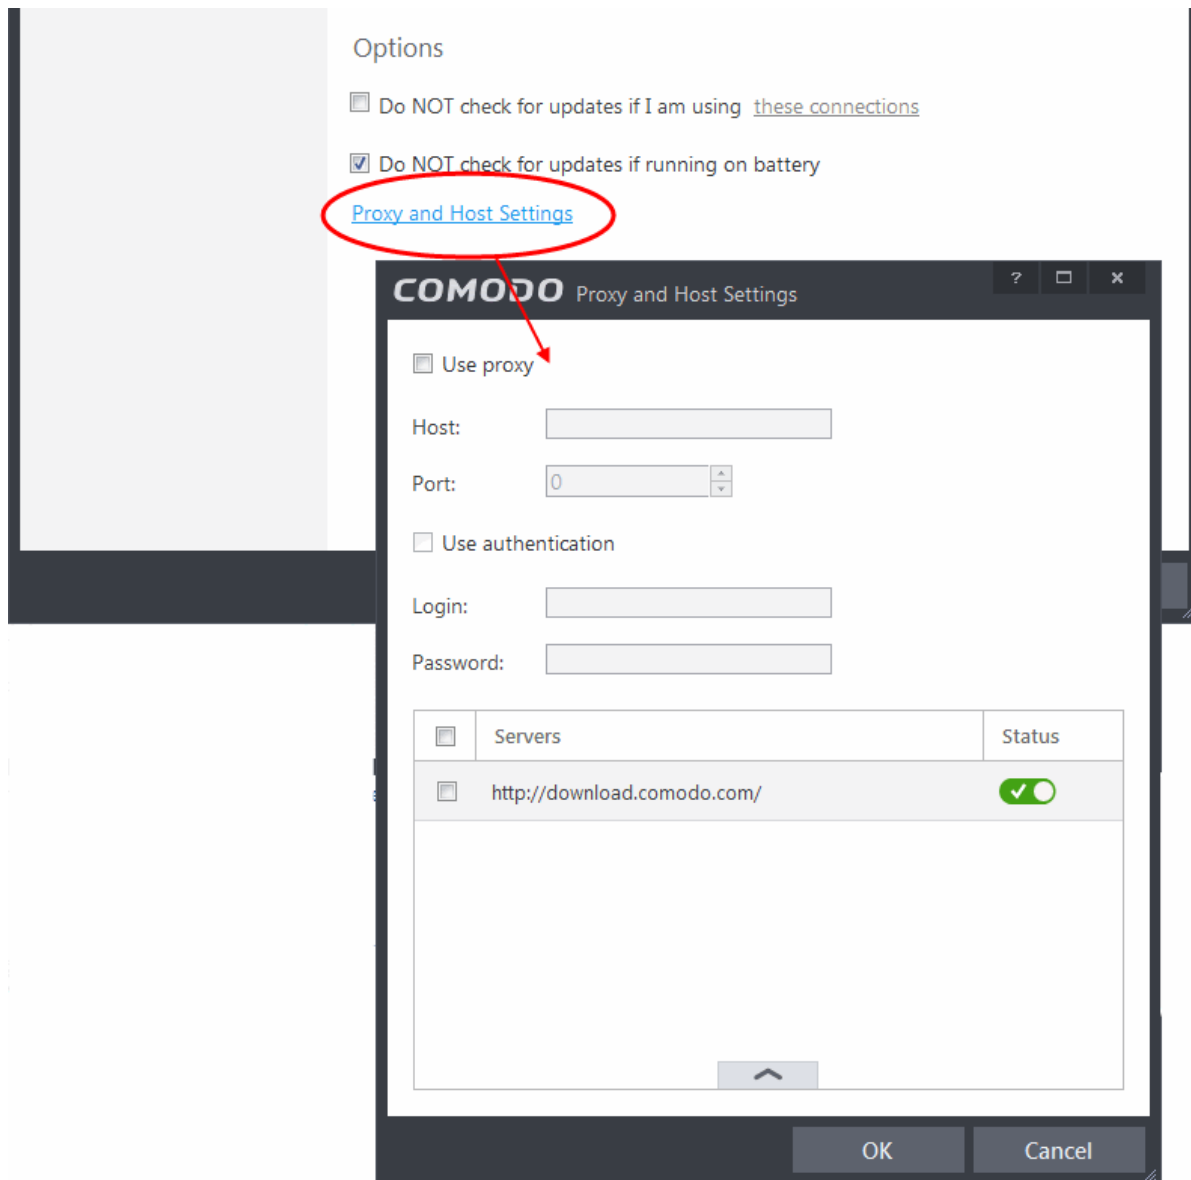 Options
Do NOT check for updates if I am using these connections
Do NOT check for updates if running on battery
Proxy and Host Settings
COMODO Proxy and Host Settings
?
Use proxy
Host:
Port: 0
Use authentication
Login:
Password:
Servers Status
http://download.comodo.com/
OK Cancel